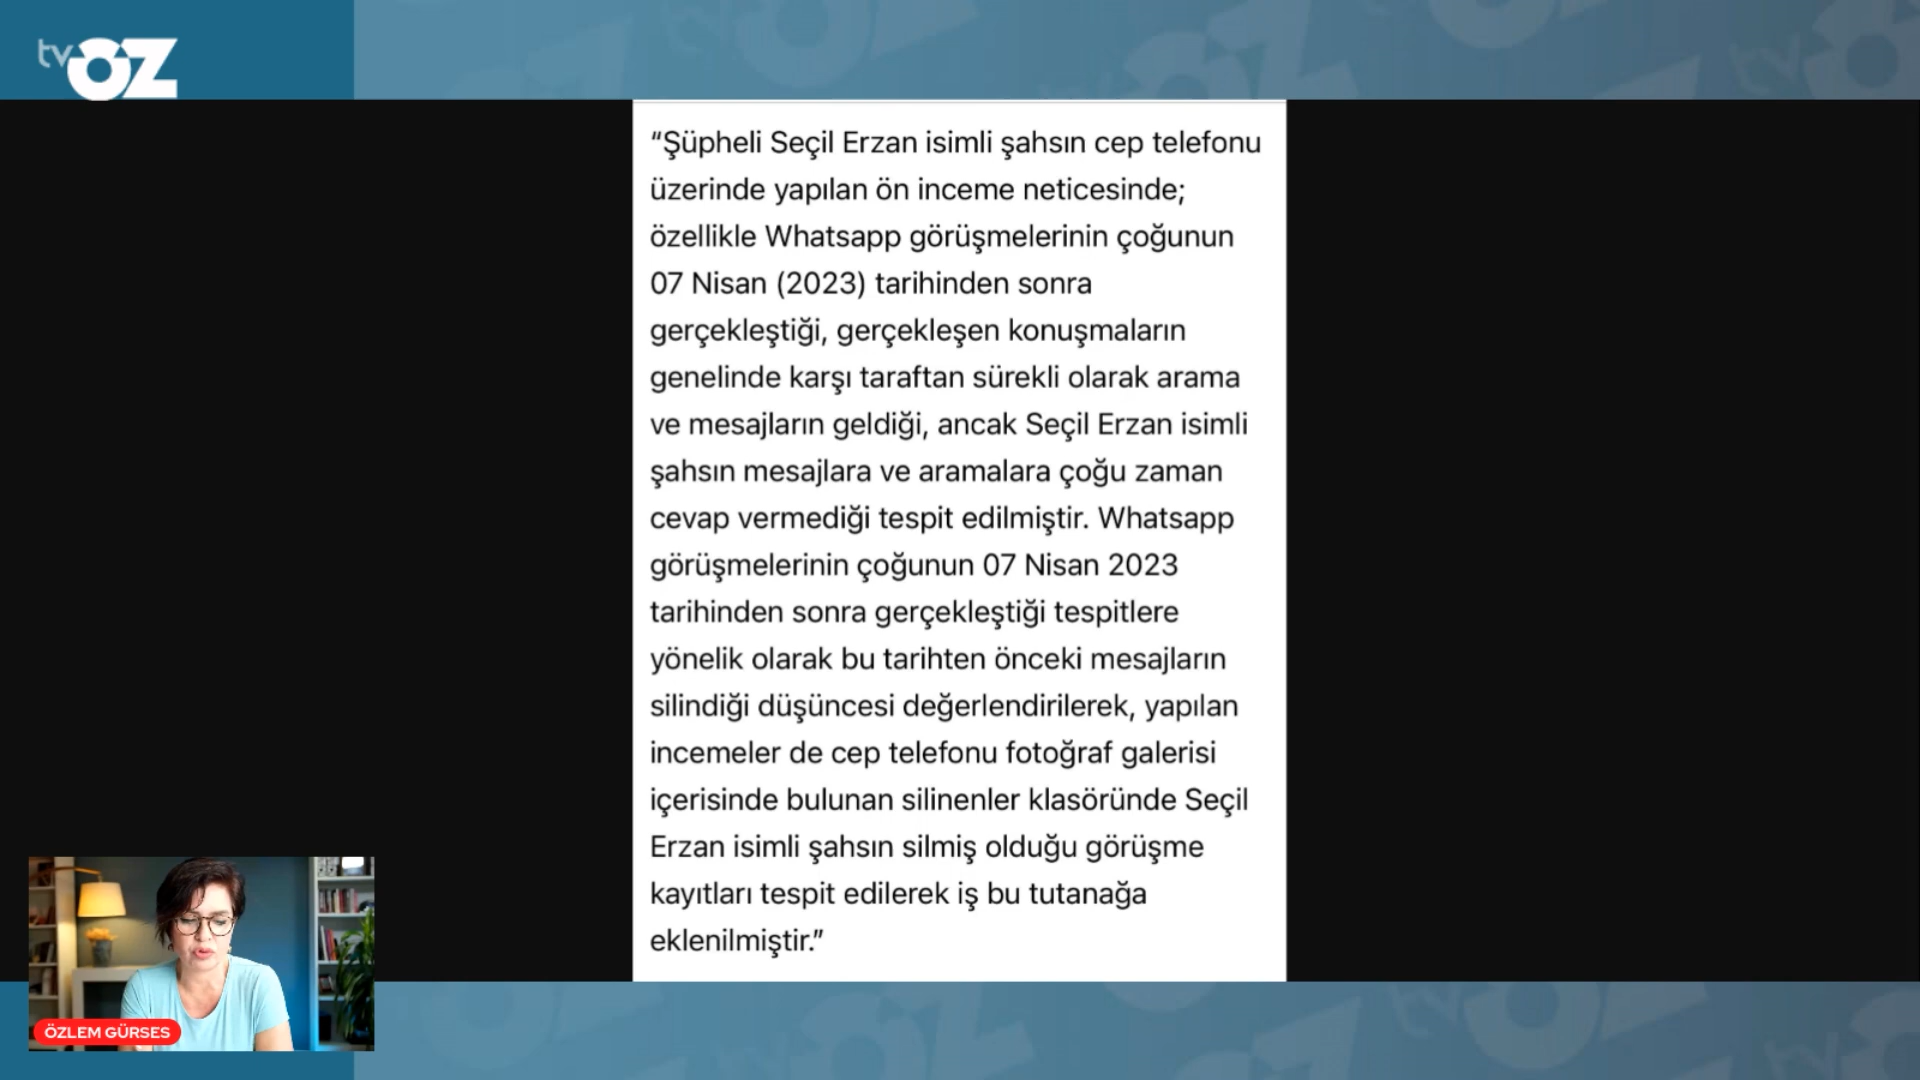 tv ÖZ
“Şüpheli Seçil Erzan isimli şahsın cep telefonu
üzerinde yapılan ön inceme neticesinde;
özellikle Whatsapp görüşmelerinin çoğunun
07 Nisan (2023) tarihinden sonra
gerçekleştiği, gerçekleşen konuşmaların
genelinde karşı taraftan sürekli olarak arama
ve mesajların geldiği, ancak Seçil Erzan isimli
şahsın mesajlara ve aramalara çoğu zaman
cevap vermediği tespit edilmiştir. Whatsapp
görüşmelerinin çoğunun 07 Nisan 2023
tarihinden sonra gerçekleştiği tespitlere
yönelik olarak bu tarihten önceki mesajların
silindiği düşüncesi değerlendirilerek, yapılan
incemeler de cep telefonu fotoğraf galerisi
içerisinde bulunan silinenler klasöründe Seçil
Erzan isimli şahsın silmiş olduğu görüşme
kayıtları tespit edilerek iş bu tutanağa
eklenilmiştir.”
ÖZLEM GÜRSES